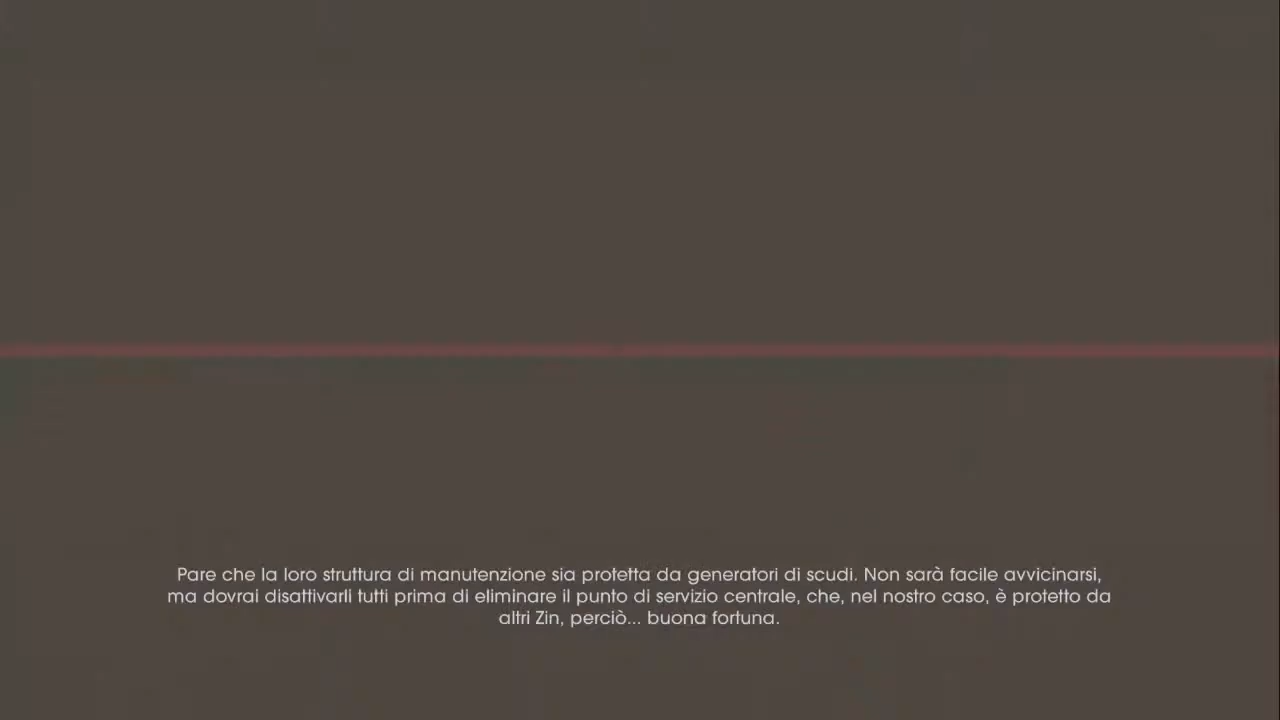 Pare che la loro struttura di manutenzione sia protetta da generatori di scudi. Non sarà facile avvicinarsi,
ma dovrai disattivarli tutti prima di eliminare il punto di servizio centrale, che, nel nostro caso, è protetto da
altri Zin, perciò... buona fortuna.